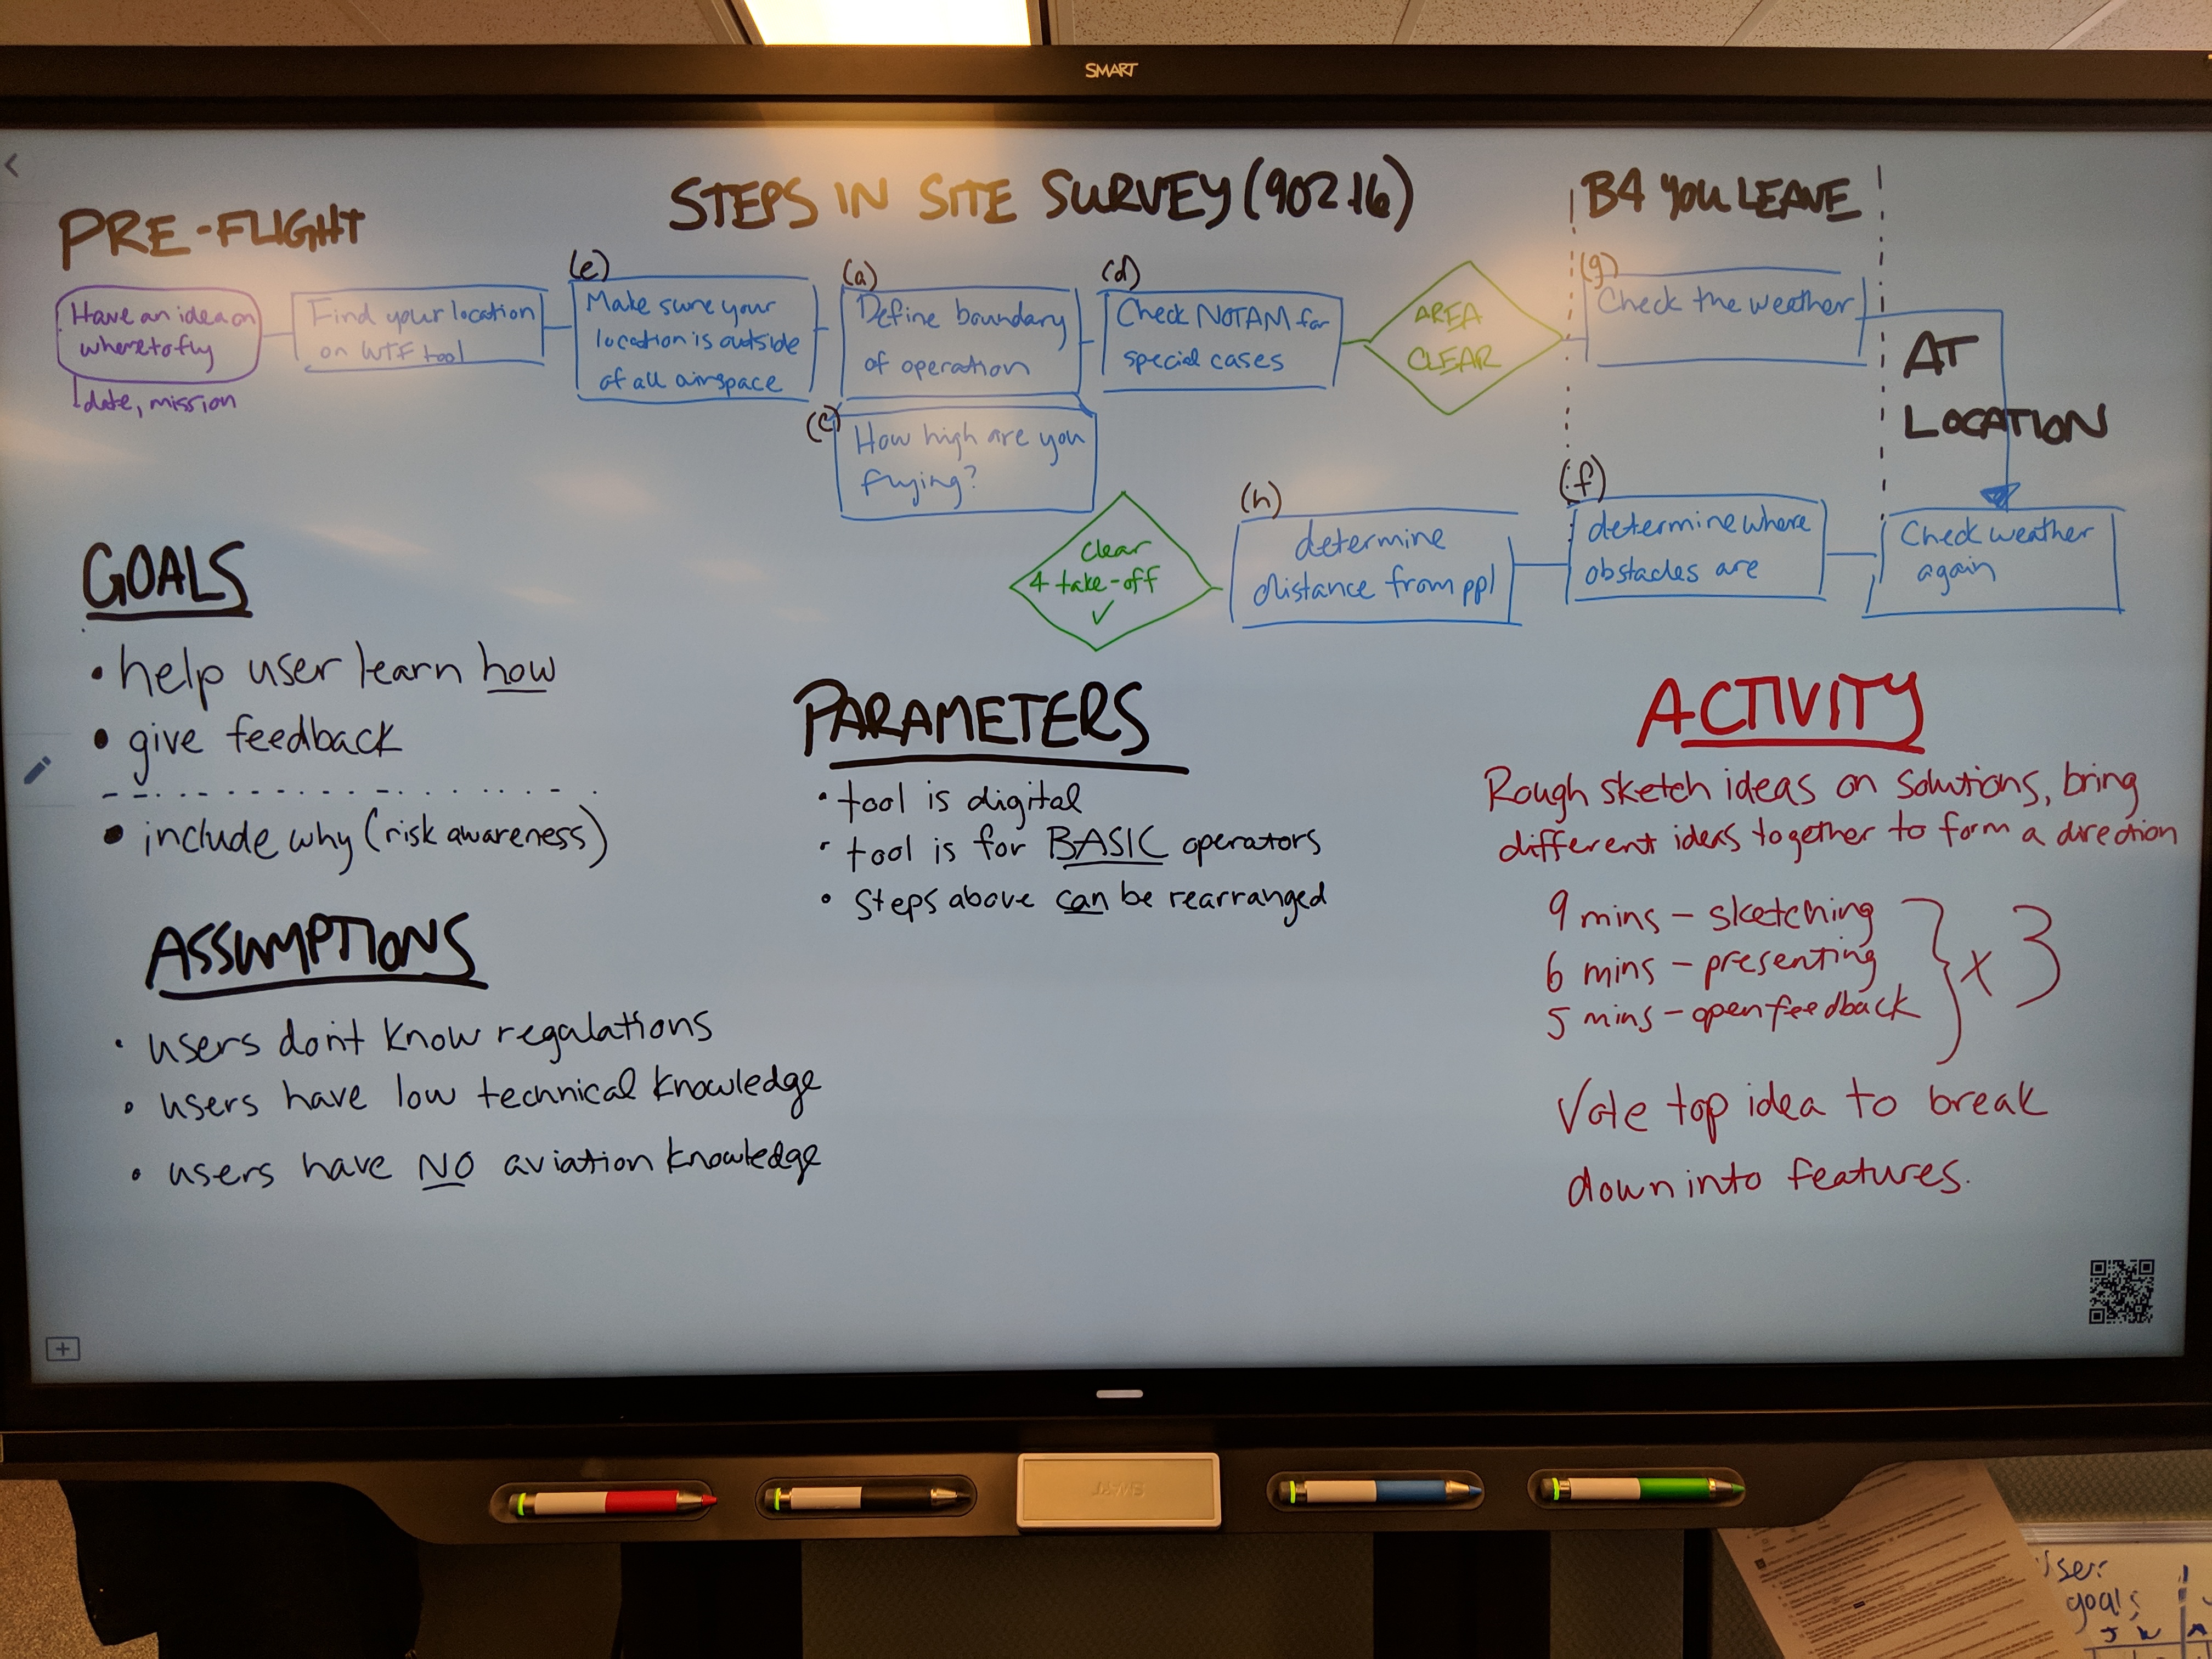 SMART
STEPS IN SITE SURVEY (902.16)
B4 YOU LEAVE
PRE-FLIGHT
Have an idea on
where to fly
date, mission
Find your location
on WTF tool
(e)
Make sure your
location is outside
of all airspace
(a)
Define boundary
of operation
(c)
How high are you
flying?
(d)
Check NOTAM for
special cases
AREA
CLEAR
(g)
Check the weather
AT
LOCATION
Check weather
again
(f)
determine where
obstacles are
(h)
determine
distance from ppl
Clear
4 take-off
✓
GOALS
• help user learn how
• give feedback
• include why (risk awareness)
ASSUMPTIONS
• users don't know regalations
• users have low technical knowledge
• users have NO aviation knowledge
PARAMETERS
• tool is digital
• tool is for BASIC operators
• steps above can be rearranged
ACTIVITY
Rough sketch ideas on solutions, bring
different ideas together to form a direction
9 mins – sketching
6 mins – presenting
5 mins – open feedback
} x 3
Vote top idea to break
down into features.
SMART
User
goals